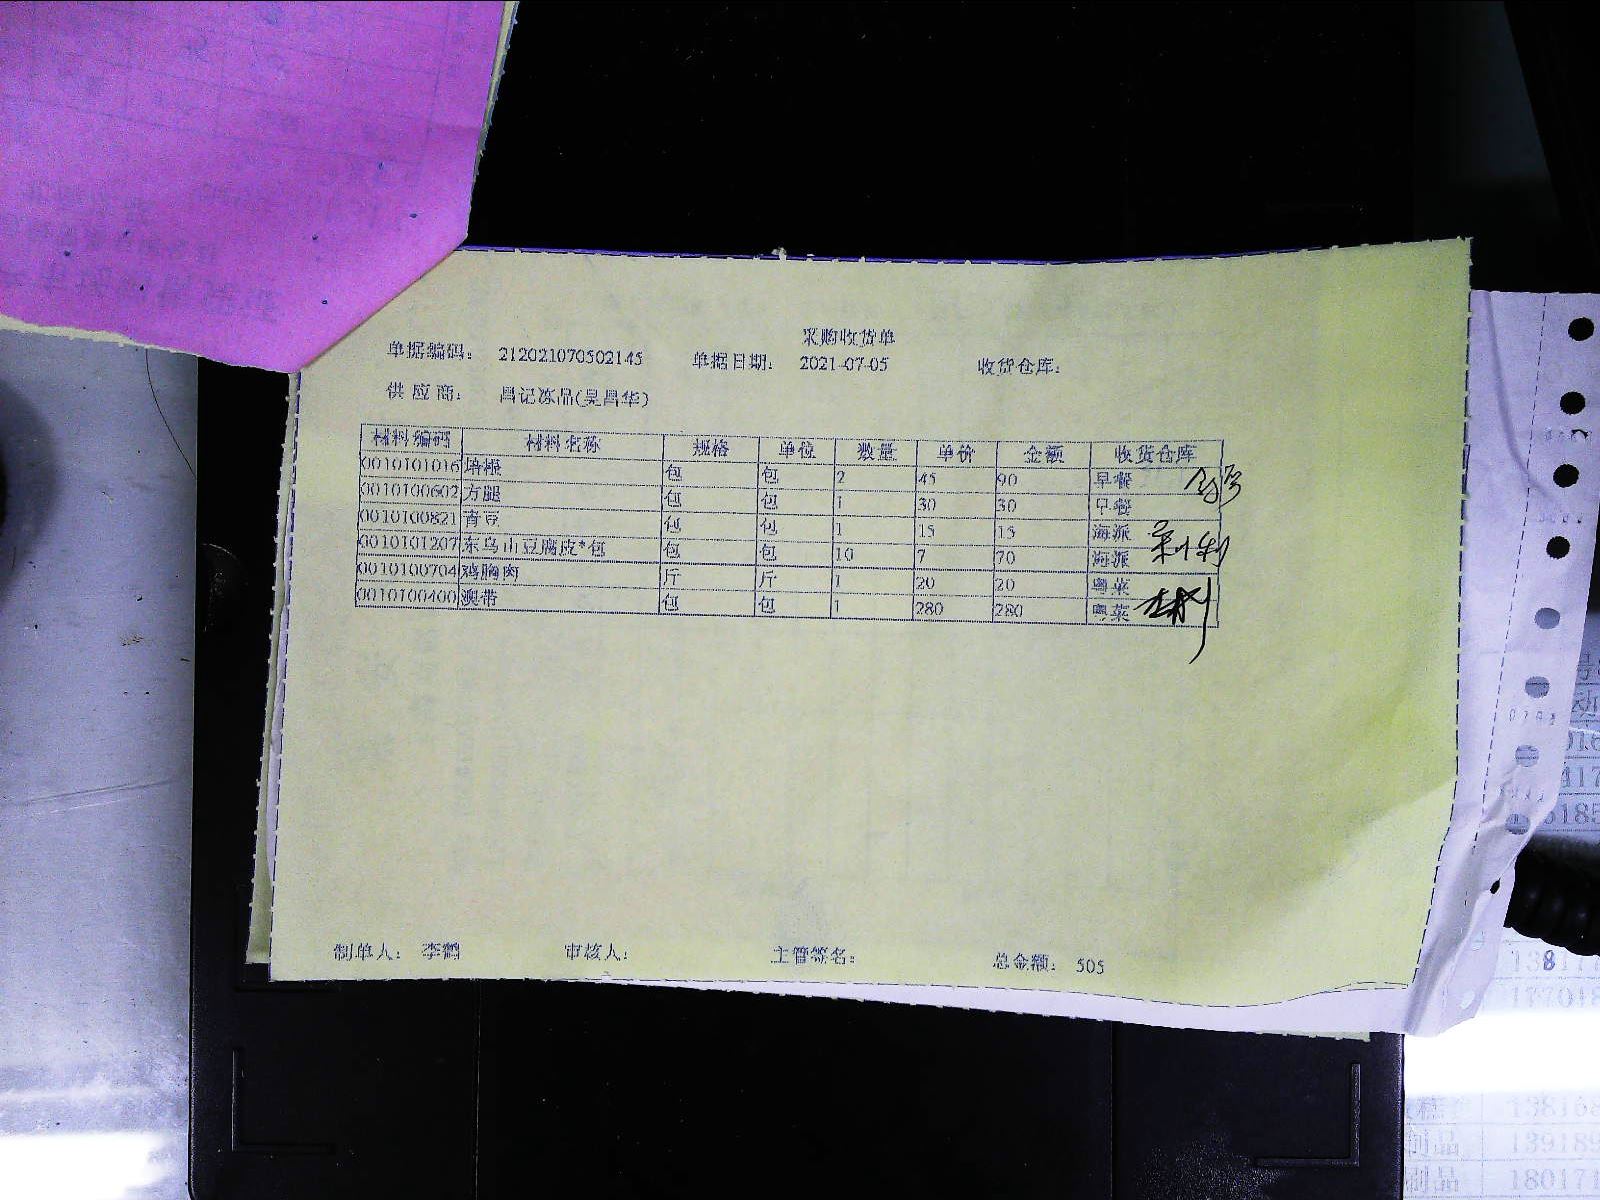 采购收货单
单据编码： 212021070502145 单据日期： 2021-07-05 收货仓库：
供应商： 昌记冻品(吴昌华)
材料编码 材料名称 规格 单位 数量 单价 金额 收货仓库
0010101016 培根 包 包 2 45 90 早餐
0010100602 方腿 包 包 1 30 30 早餐
0010100821 青豆 包 包 1 15 15 海派
0010101207 东乌山豆腐皮*包 包 包 10 7 70 海派
0010100704 鸡胸肉 斤 斤 1 20 20 粤菜
0010100400 澳带 包 包 1 280 280 粤菜
制单人： 李鹤 审核人： 主管签名： 总金额： 505